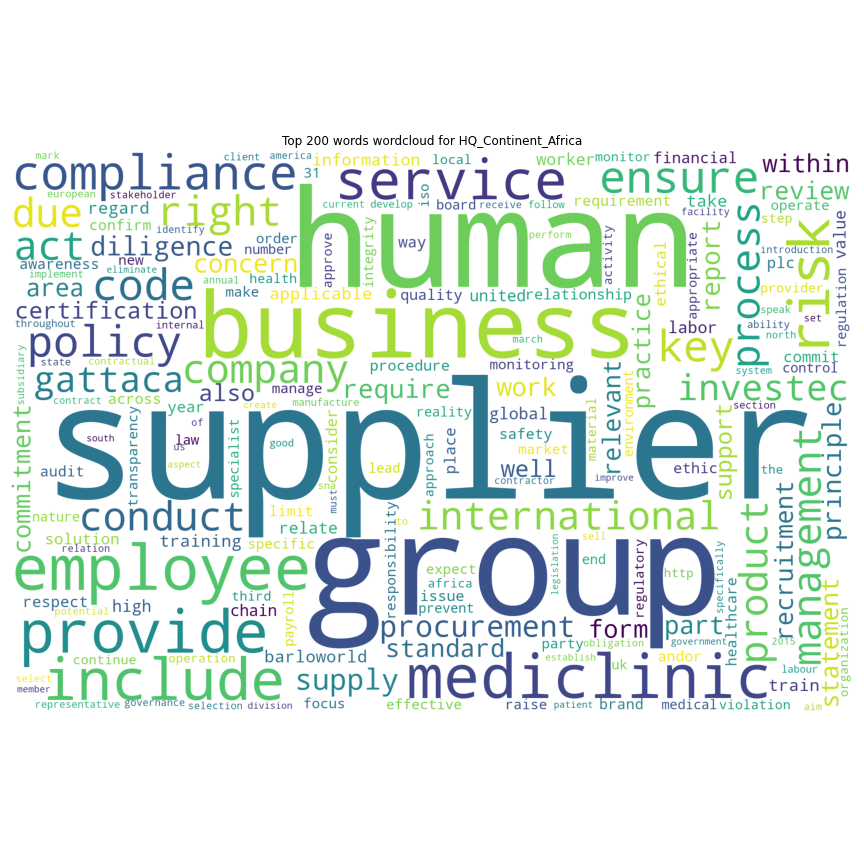 Top 200 words wordcloud for HQ_Continent_Africa
mark client america information local worker monitor financial within
compliance 31 service ensure
european stakeholder current develop iso receive follow requirement take review
due regard right human board facility operate
confirm identify order approve integrity way perform activity ethical appropriate report process step risk value
act diligence number concern introduction
awareness new health plc
implement eliminate annual applicable quality united relationship provider regulation
area code make speak
certification labor ability set
throughout internal business march practice key north
policy state contractual company procedure monitoring commit
subsidiary gattaca manage require work relevant system control
contract across also create manufacture investec
year reality global material environment section
commitment transparency south of law us specialist good consider approach place safety market support principle
audit aspect supplier lead well contractor ethic the improve
nature conduct sna must to international
solution limit relate responsibility product management
relation training specific legislation sell recruitment
employee group expect end regulatory http specifically
respect high third africa issue
potential chain payroll prevent healthcare 2015 statement organization
provide procurement form part government
continue operation barloworld standard party obligation
establish uk andor labour
select include supply mediclinic train
member
representative governance selection division focus effective raise patient brand medical violation aim